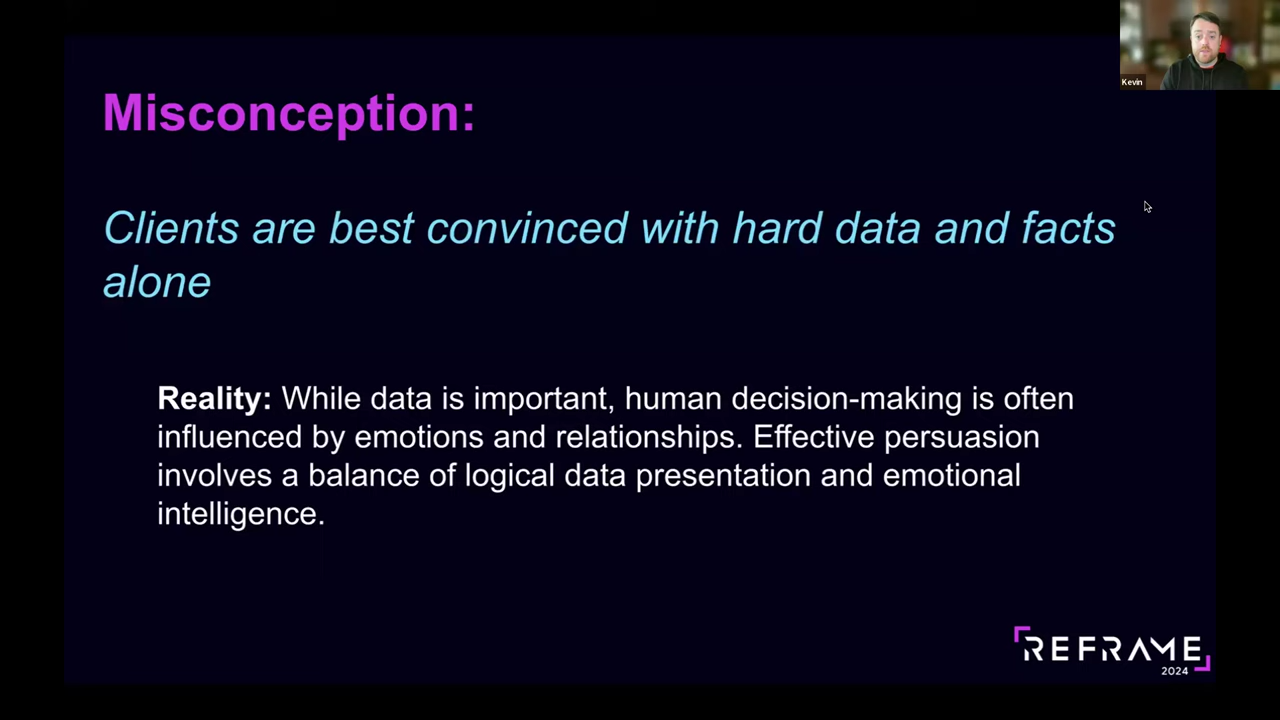 Kevin
Misconception:
Clients are best convinced with hard data and facts
alone
Reality: While data is important, human decision-making is often
influenced by emotions and relationships. Effective persuasion
involves a balance of logical data presentation and emotional
intelligence.
REFRAME
2024